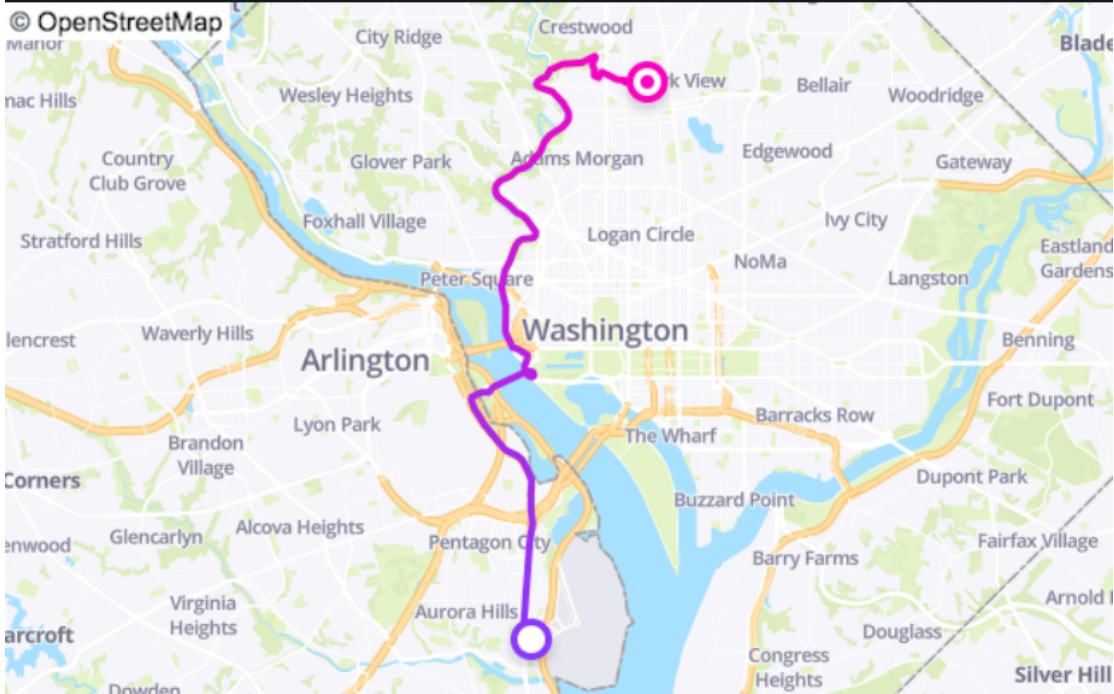 © OpenStreetMap
Crestwood
City Ridge
Manor
Blade
rk View
Bellair
Woodridge
mac Hills
Wesley Heights
Country
Club Grove
Glover Park
Adams Morgan
Edgewood
Gateway
Foxhall Village
Ivy City
Stratford Hills
Logan Circle
NoMa
Eastland
Gardens
Langston
Peter Square
Waverly Hills
Washington
lencrest
Arlington
Benning
Fort Dupont
Barracks Row
Lyon Park
The Wharf
Brandon
Village
Corners
Dupont Park
Buzzard Point
Alcova Heights
Glencarlyn
enwood
Pentagon City
Fairfax Village
Barry Farms
Virginia
Heights
Aurora Hills
Arnold
arcroft
Douglass
Congress
Heights
Silver Hill
Dowden